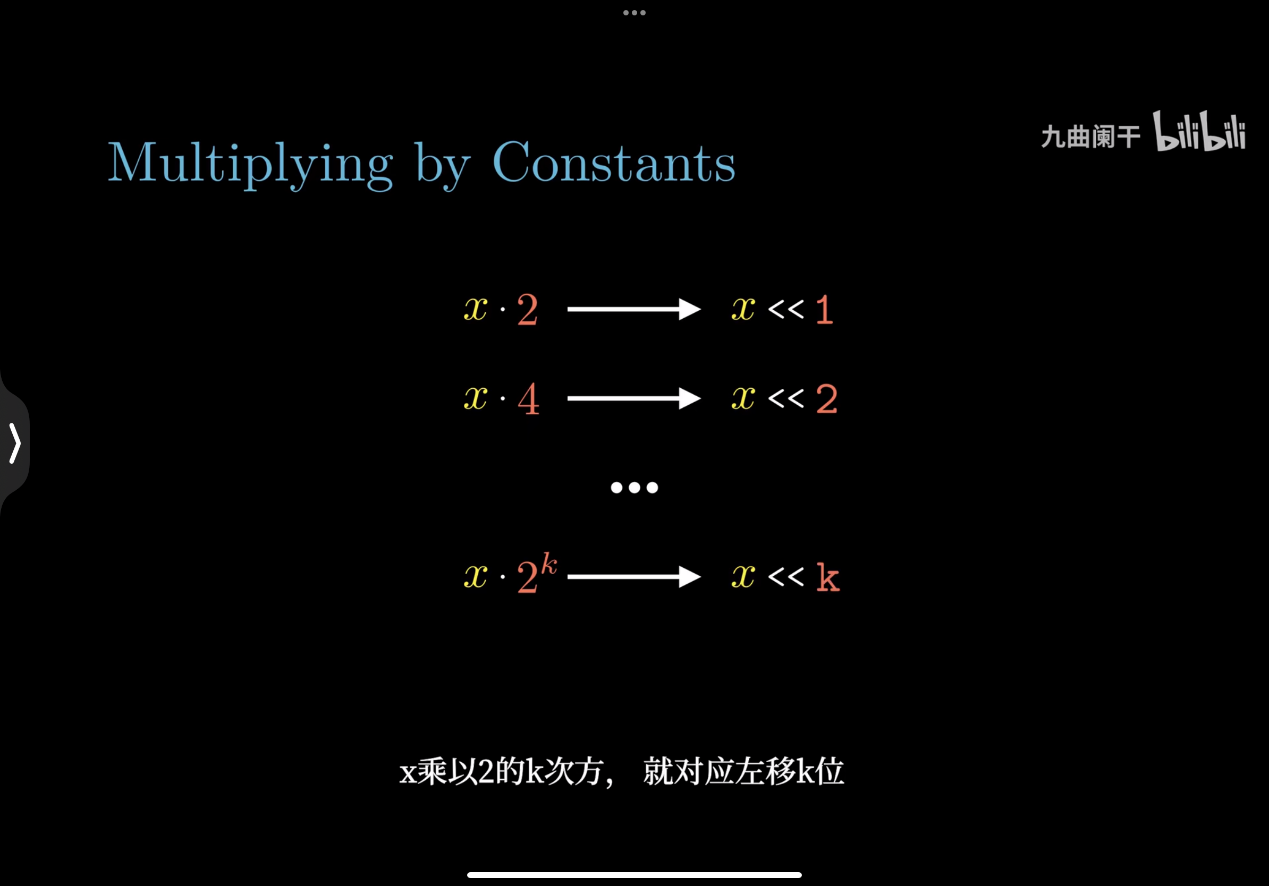 九曲阑干 bilibili
Multiplying by Constants
x · 2 → x << 1
x · 4 → x << 2
•••
x · 2^k → x << k
x乘以2的k次方， 就对应左移k位